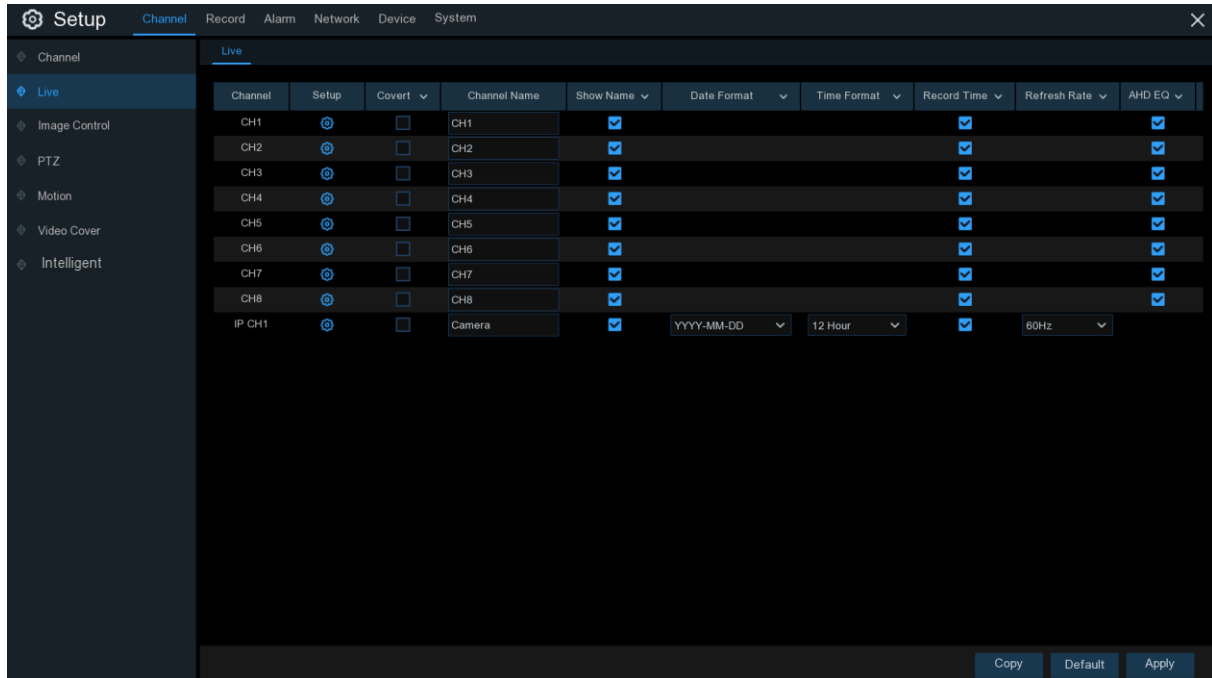 Setup Channel Record Alarm Network Device System
Channel
Live
Image Control
PTZ
Motion
Video Cover
Intelligent
Live
Channel Setup Covert Channel Name Show Name Date Format Time Format Record Time Refresh Rate AHD EQ
CH1 CH1
CH2 CH2
CH3 CH3
CH4 CH4
CH5 CH5
CH6 CH6
CH7 CH7
CH8 CH8
IP CH1 Camera YYYY-MM-DD 12 Hour 60Hz
Copy Default Apply